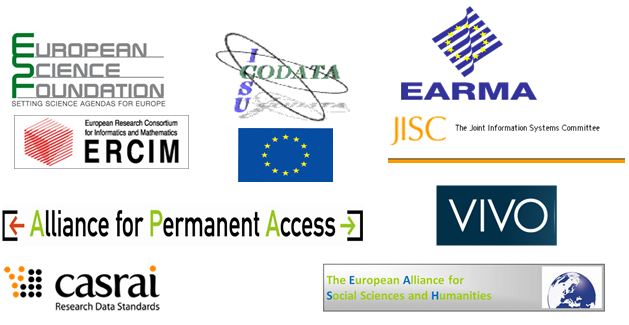 EUROPEAN
SCIENCE
FOUNDATION
SETTING SCIENCE AGENDAS FOR EUROPE
ICSU
CODATA
EARMA
European Research Consortium
for Informatics and Mathematics
ERCIM
JISC The Joint Information Systems Committee
Alliance for Permanent Access
VIVO
casrai
Research Data Standards
The European Alliance for
Social Sciences and Humanities